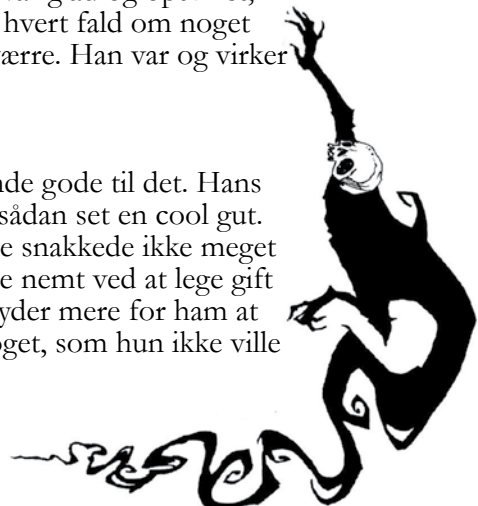 og
hvert fald om noget
ærre. Han var og virker
nde gode til det. Hans
sådan set en cool gut.
e snakkede ikke meget
e nemt ved at lege gift
yder mere for ham at
oget, som hun ikke ville